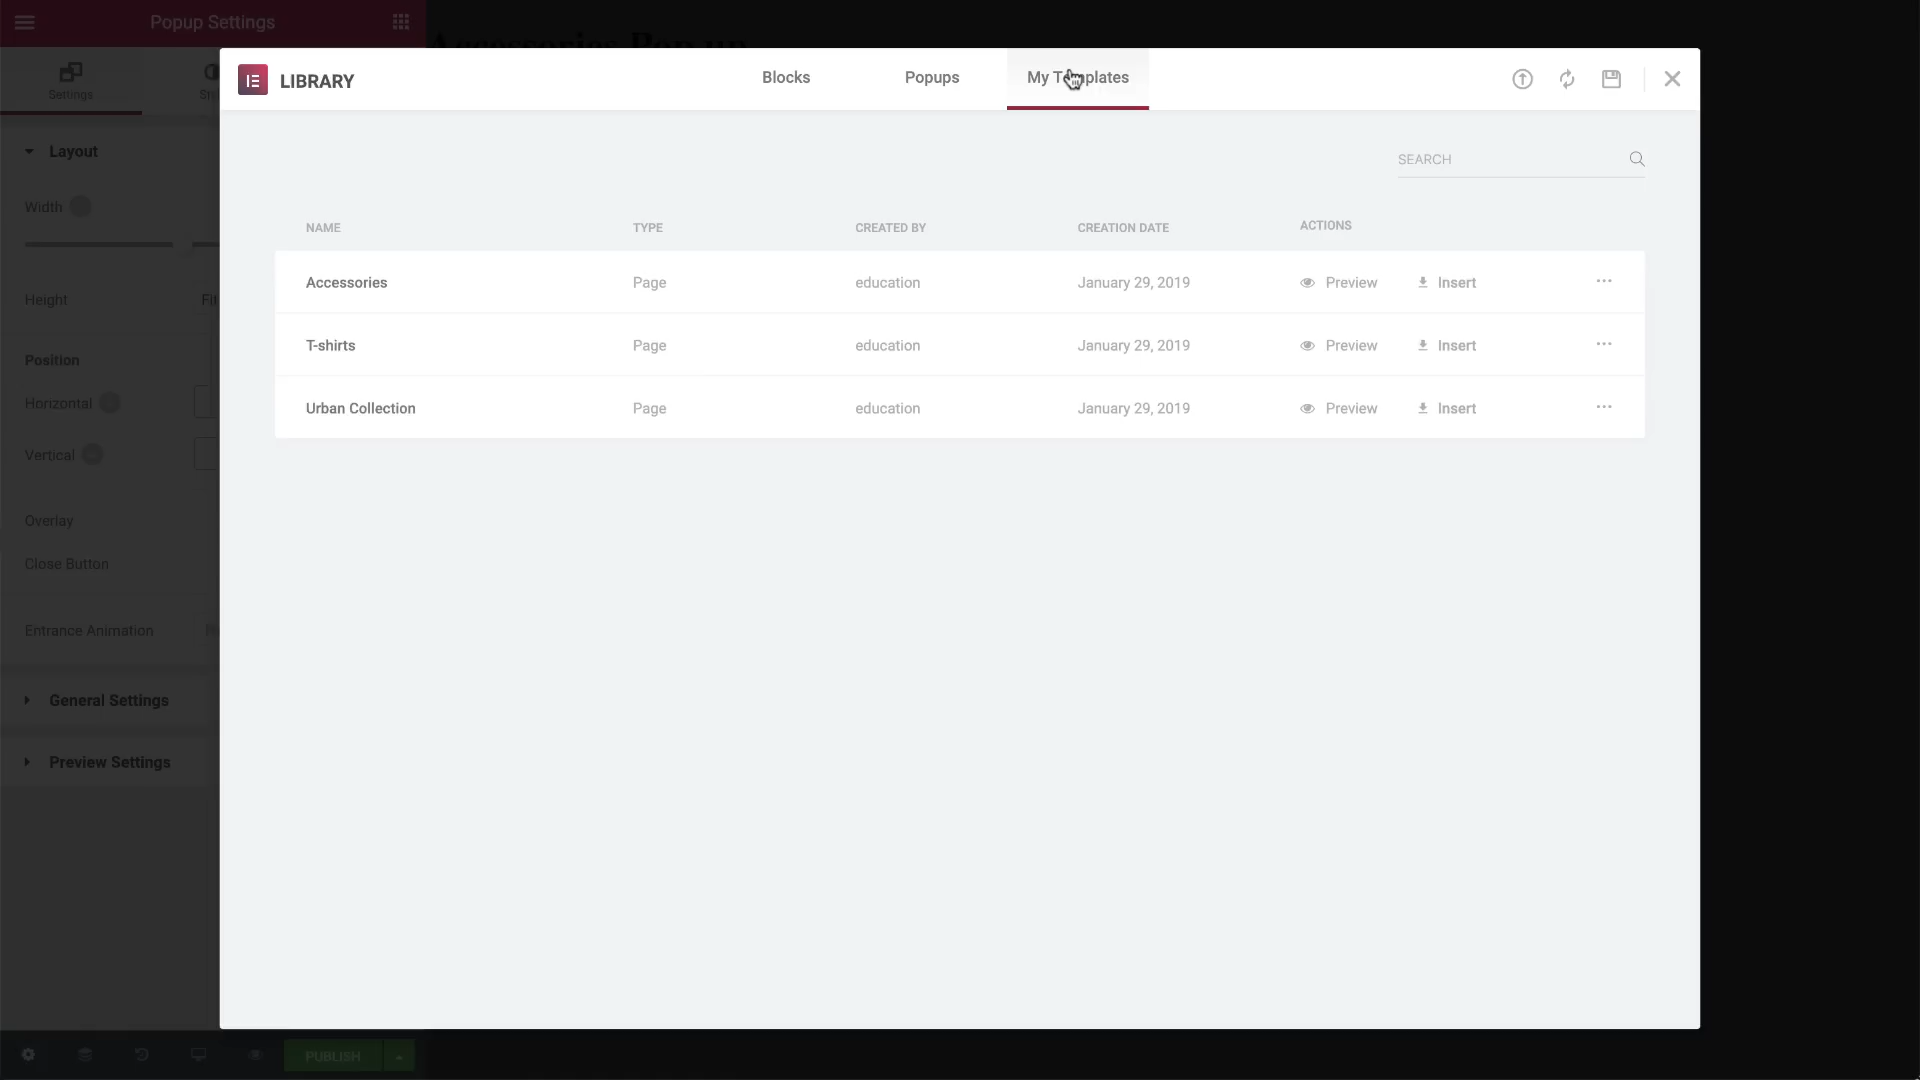 Popup Settings
Accessories Pop up
Settings
LIBRARY
Blocks
Popups
My Templates
Layout
SEARCH
Width
NAME
TYPE
CREATED BY
CREATION DATE
ACTIONS
Accessories
Page
education
January 29, 2019
Preview
Insert
Height
T-shirts
Page
education
January 29, 2019
Preview
Insert
Position
Horizontal
Urban Collection
Page
education
January 29, 2019
Preview
Insert
Vertical
Overlay
Close Button
Entrance Animation
General Settings
Preview Settings
PUBLISH